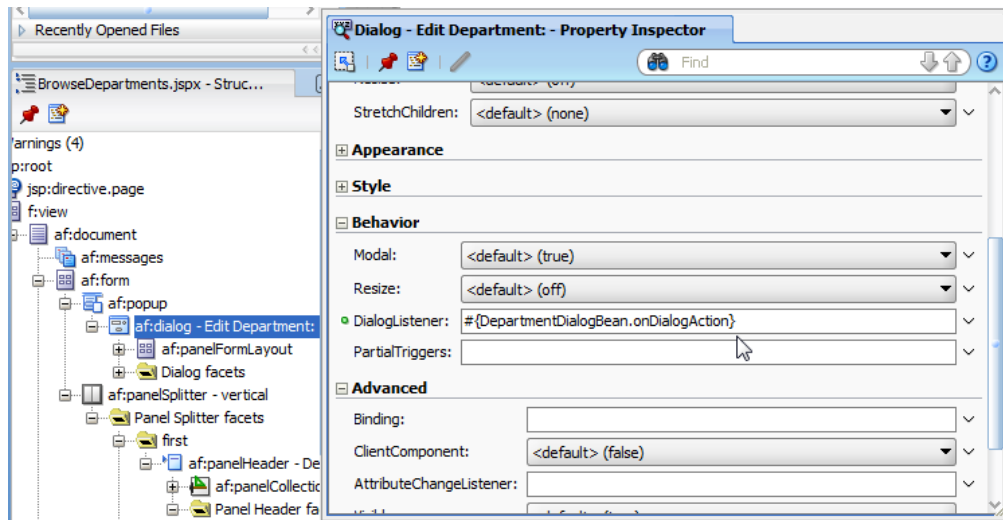 Recently Opened Files
BrowseDepartments.jspx - Struc...
arnings (4)
p:root
jsp:directive.page
f:view
af:document
af:messages
af:form
af:popup
af:dialog - Edit Department:
af:panelFormLayout
Dialog facets
af:panelSplitter - vertical
Panel Splitter facets
first
af:panelHeader - De
af:panelCollectic
Panel Header fa
Dialog - Edit Department: - Property Inspector
Find
StretchChildren: <default> (none)
Appearance
Style
Behavior
Modal: <default> (true)
Resize: <default> (off)
DialogListener: #{DepartmentDialogBean.onDialogAction}
PartialTriggers:
Advanced
Binding:
ClientComponent: <default> (false)
AttributeChangeListener: